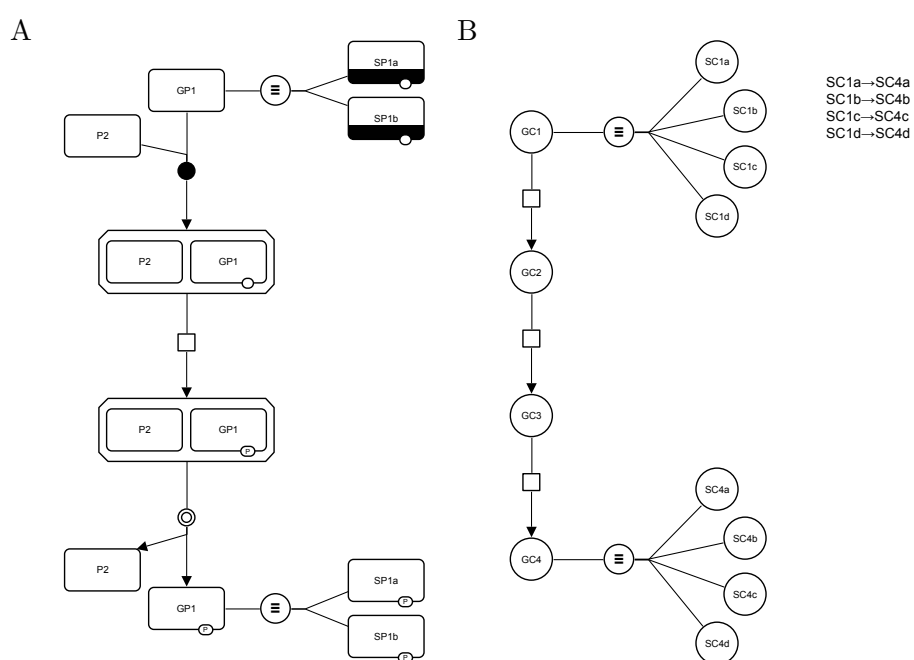 A
B
GP1
SP1a
SP1b
P2
P2
GP1
P2
GP1
P
P2
GP1
P
SP1a
P
SP1b
P
GC1
SC1a
SC1b
SC1c
SC1d
GC2
GC3
GC4
SC4a
SC4b
SC4c
SC4d
SC1a→SC4a
SC1b→SC4b
SC1c→SC4c
SC1d→SC4d